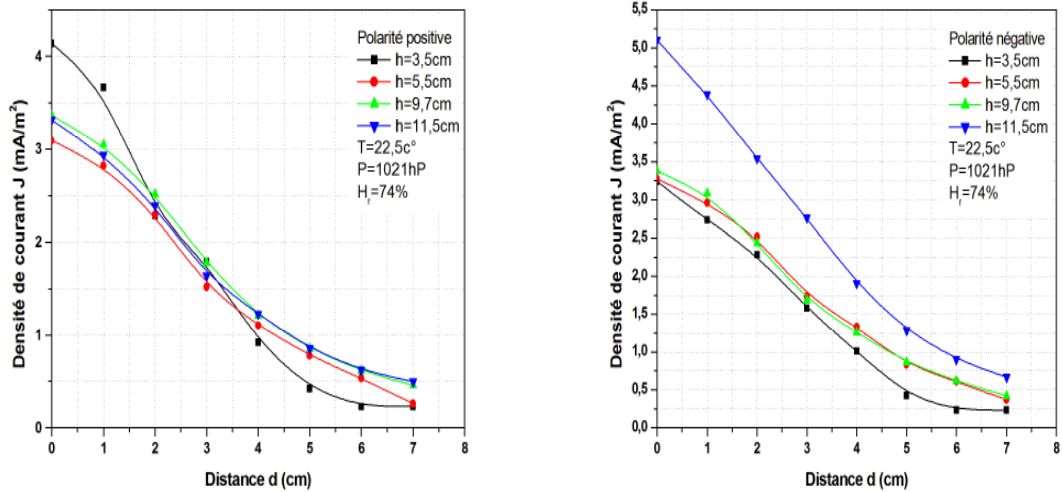 Polarité positive
h=3,5cm
h=5,5cm
h=9,7cm
h=11,5cm
T=22,5c°
P=1021hP
Hr=74%
Densité de courant J (mA/m²)
4
3
2
1
0
0 1 2 3 4 5 6 7 8
Distance d (cm)
Polarité négative
h=3,5cm
h=5,5cm
h=9,7cm
h=11,5cm
T=22,5c°
P=1021hP
Hr=74%
Densité de courant J (mA/m²)
5,5
5,0
4,5
4,0
3,5
3,0
2,5
2,0
1,5
1,0
0,5
0,0
0 1 2 3 4 5 6 7 8
Distance d (cm)